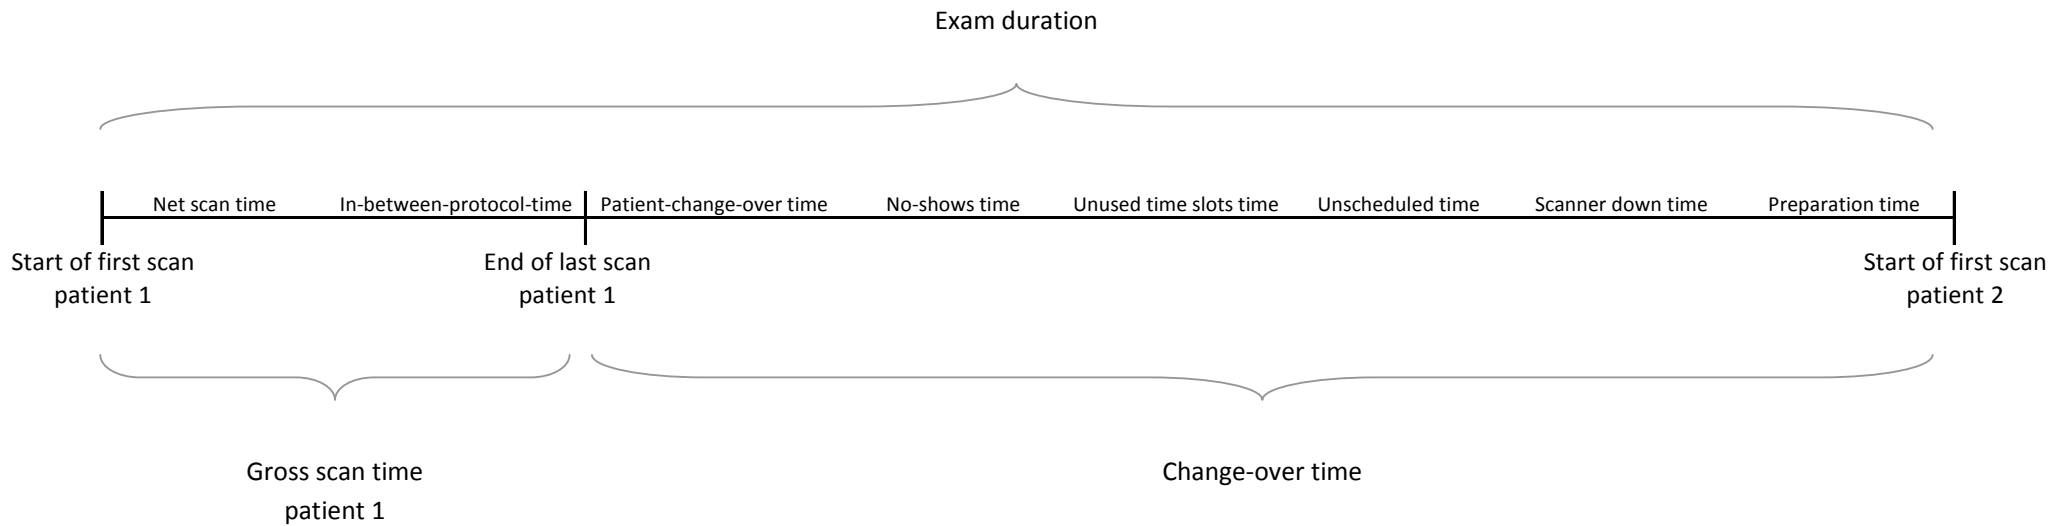 Exam duration
Net scan time In-between-protocol-time Patient-change-over time No-shows time Unused time slots time Unscheduled time Scanner down time Preparation time
Start of first scan
patient 1
End of last scan
patient 1
Start of first scan
patient 2
Gross scan time
patient 1
Change-over time